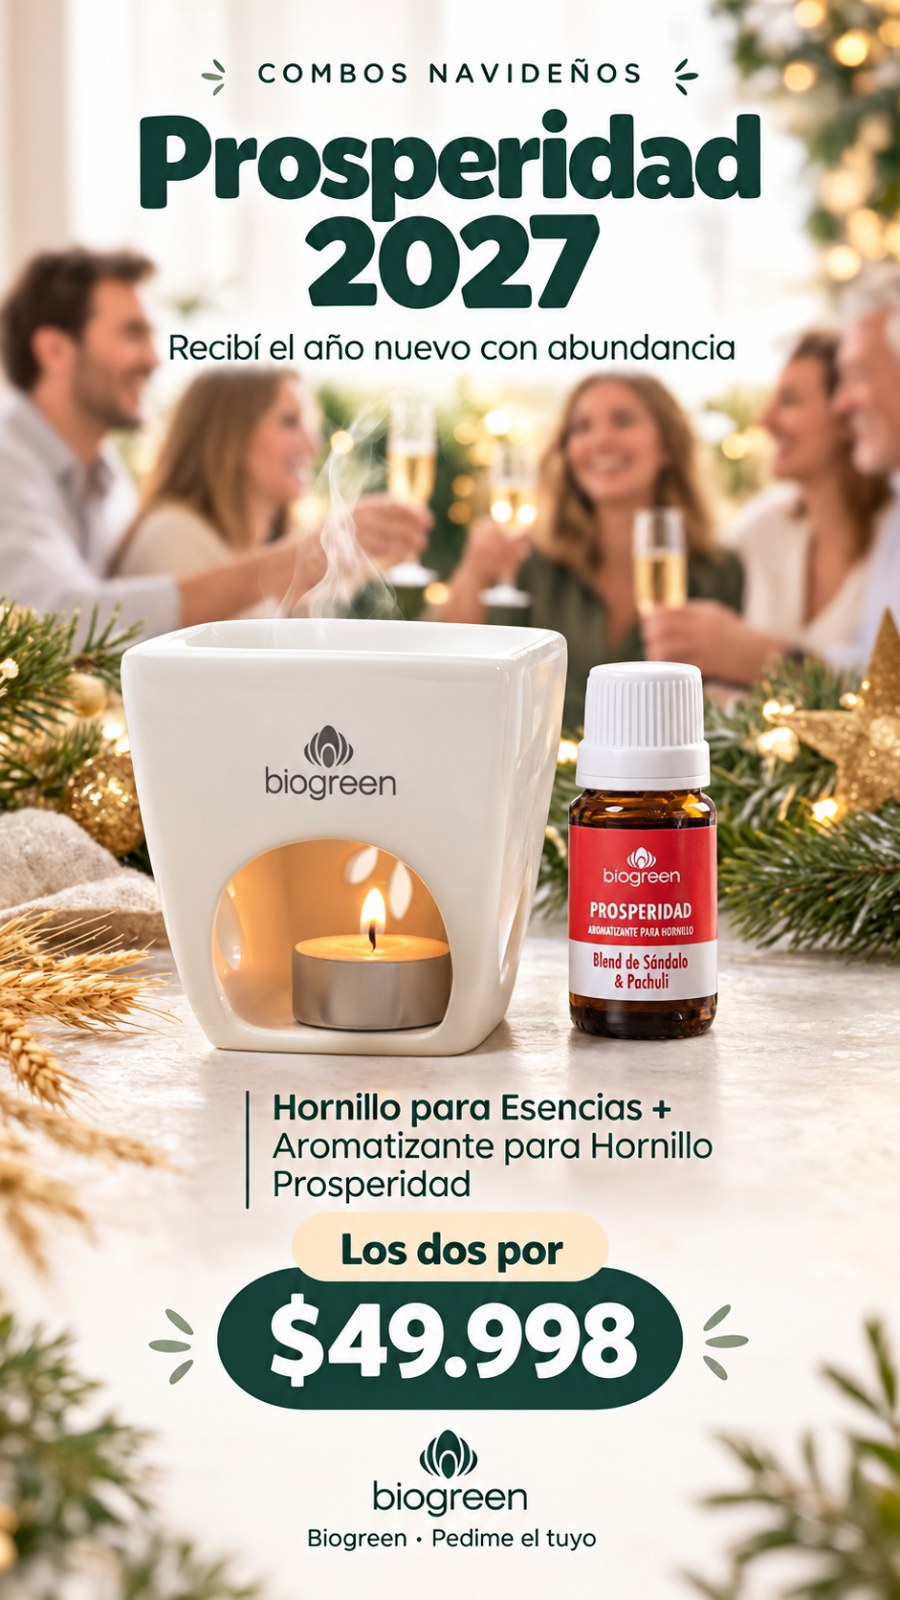 COMBOS NAVIDEÑOS
Prosperidad
2027
Recibí el año nuevo con abundancia
biogreen
biogreen
PROSPERIDAD
AROMATIZANTE PARA HORNILLO
Blend de Sándalo
& Pachuli
Hornillo para Esencias +
Aromatizante para Hornillo
Prosperidad
Los dos por
$49.998
biogreen
Biogreen • Pedime el tuyo